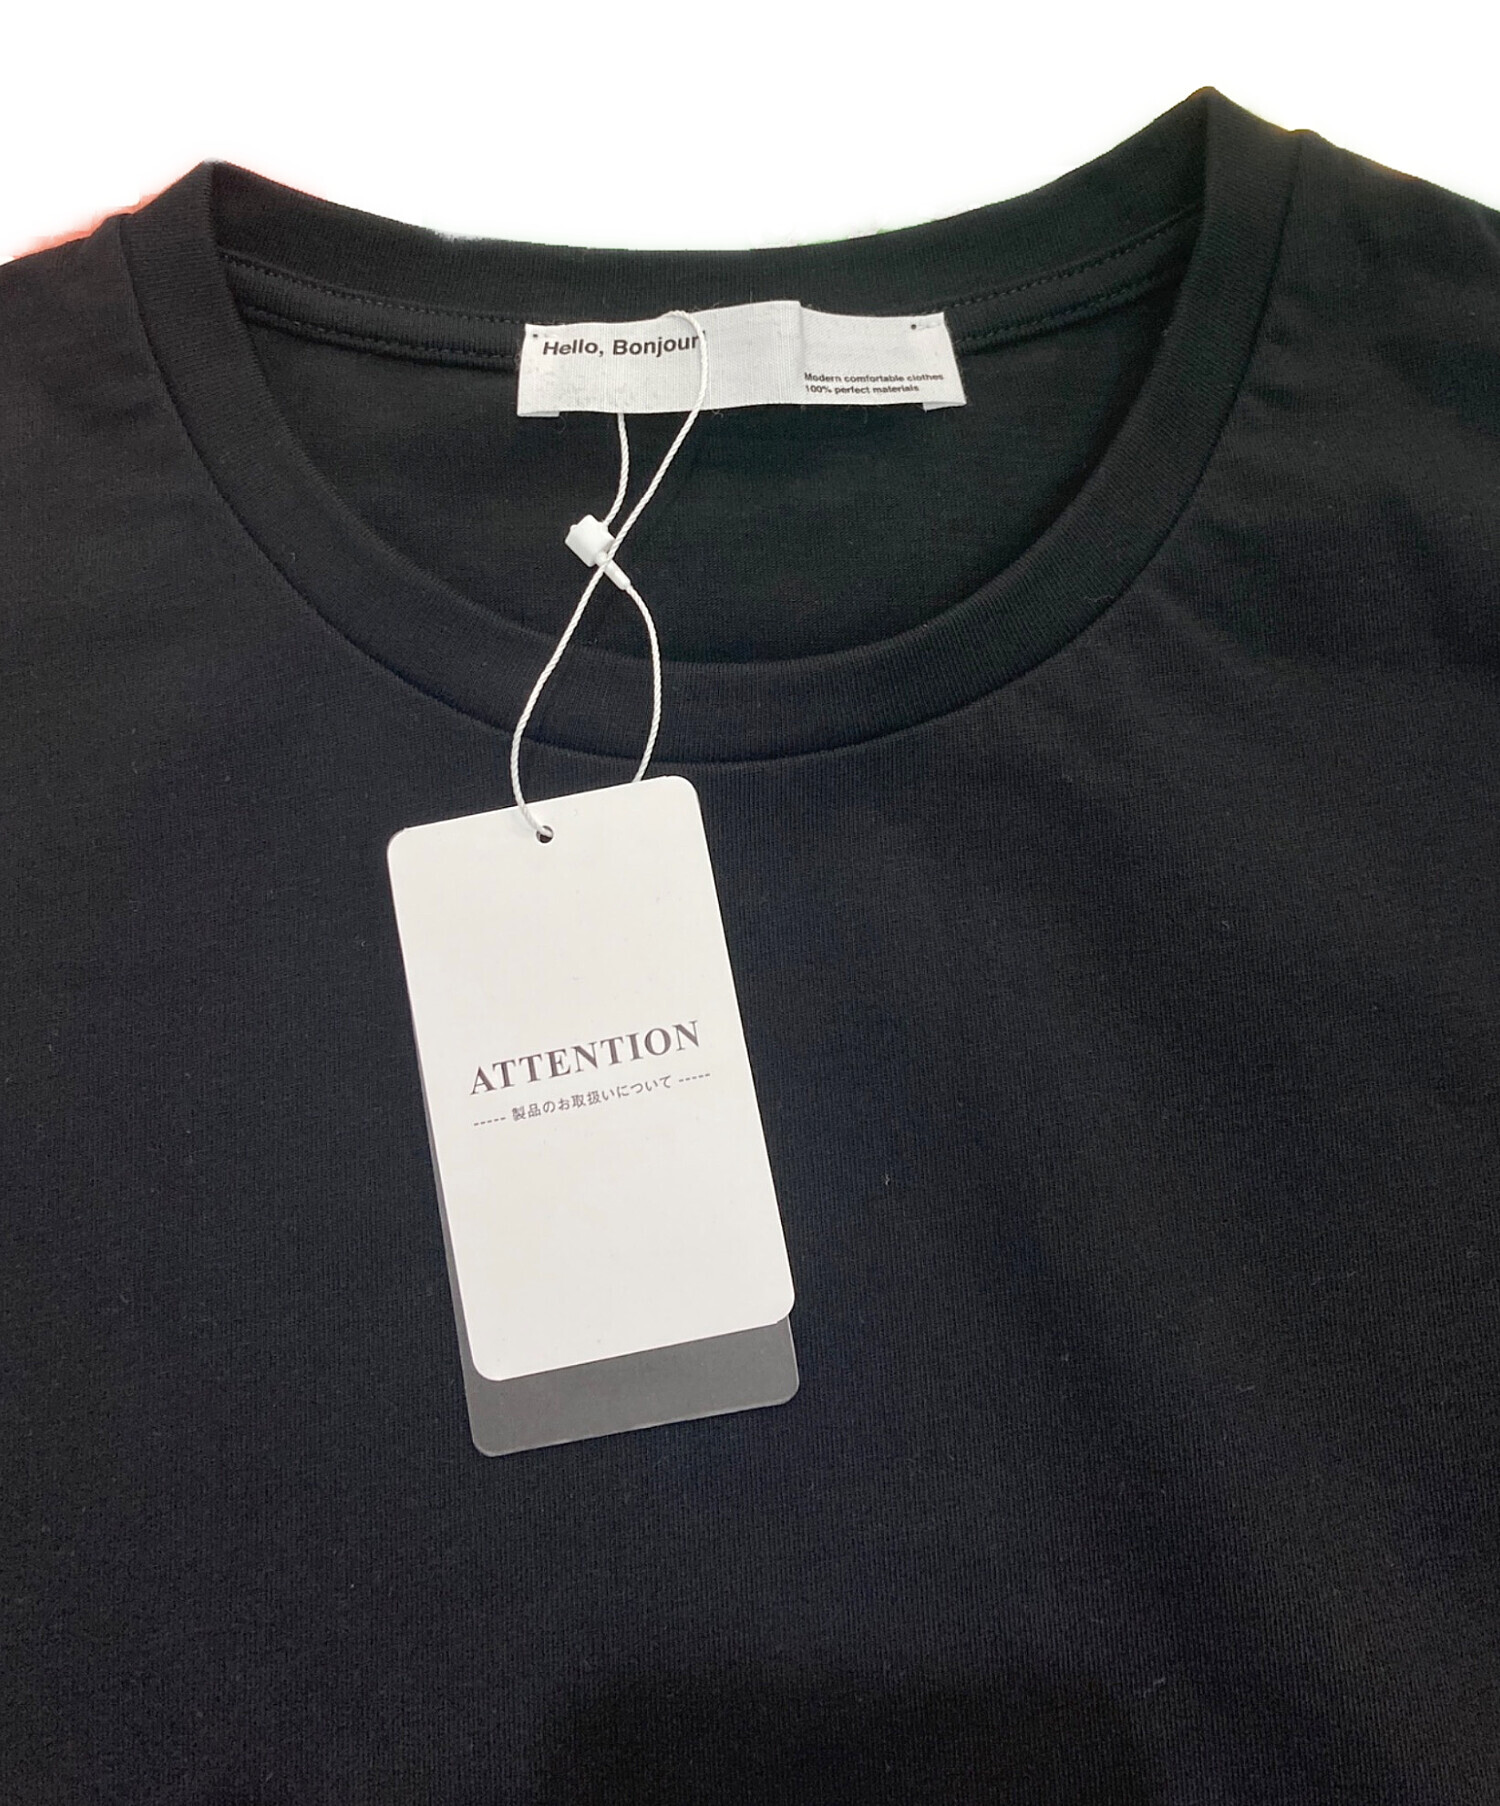 Hello, Bonjour
Modern comfortable clothes
100% perfect materials
ATTENTION
----- 製品のお取扱いについて -----